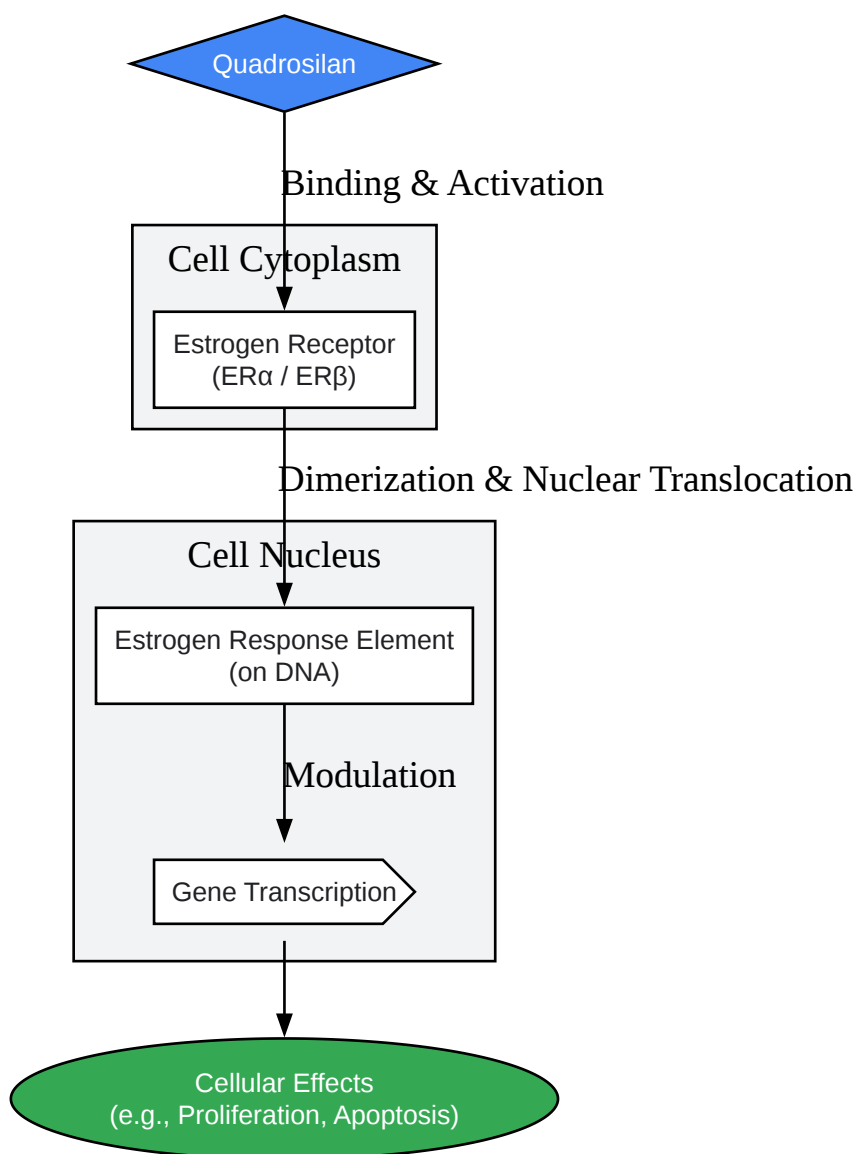 Quadrosilan
Binding & Activation
Cell Cytoplasm
Estrogen Receptor
(ERα / ERβ)
Dimerization & Nuclear Translocation
Cell Nucleus
Estrogen Response Element
(on DNA)
Modulation
Gene Transcription
Cellular Effects
(e.g., Proliferation, Apoptosis)